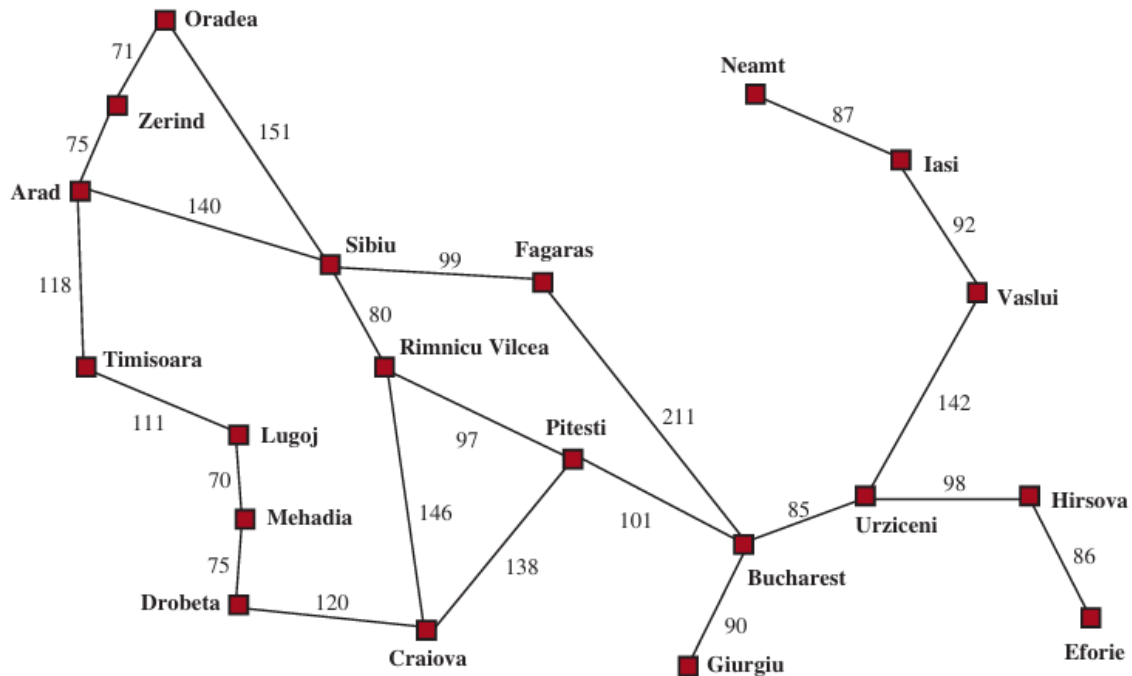 Oradea
71
Neamt
87
Zerind
151
75
Iasi
Arad
140
92
Sibiu
Fagaras
99
118
Vaslui
80
Timisoara
Rimnicu Vilcea
142
111
211
Pitesti
Lugoj
97
70
98
Hirsova
Mehadia
146
101
85
Urziceni
86
75
138
Bucharest
Drobeta
120
90
Craiova
Giurgiu
Eforie